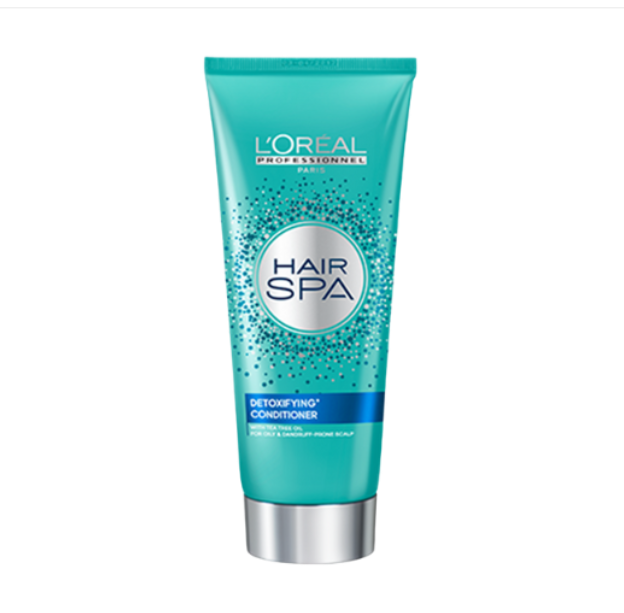 L'ORÉAL
PROFESSIONNEL
PARIS
HAIR
SPA
DETOXIFYING*
CONDITIONER
WITH TEA TREE OIL
FOR OILY & DANDRUFF-PRONE SCALP